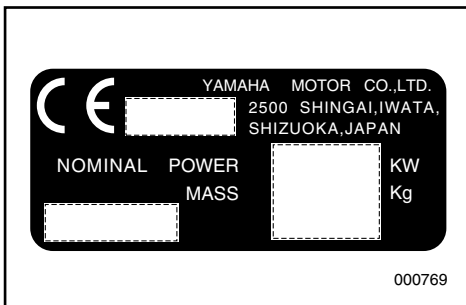 CE YAMAHA MOTOR CO.,LTD.
2500 SHINGAI,IWATA,
SHIZUOKA,JAPAN
NOMINAL POWER KW
MASS Kg
000769